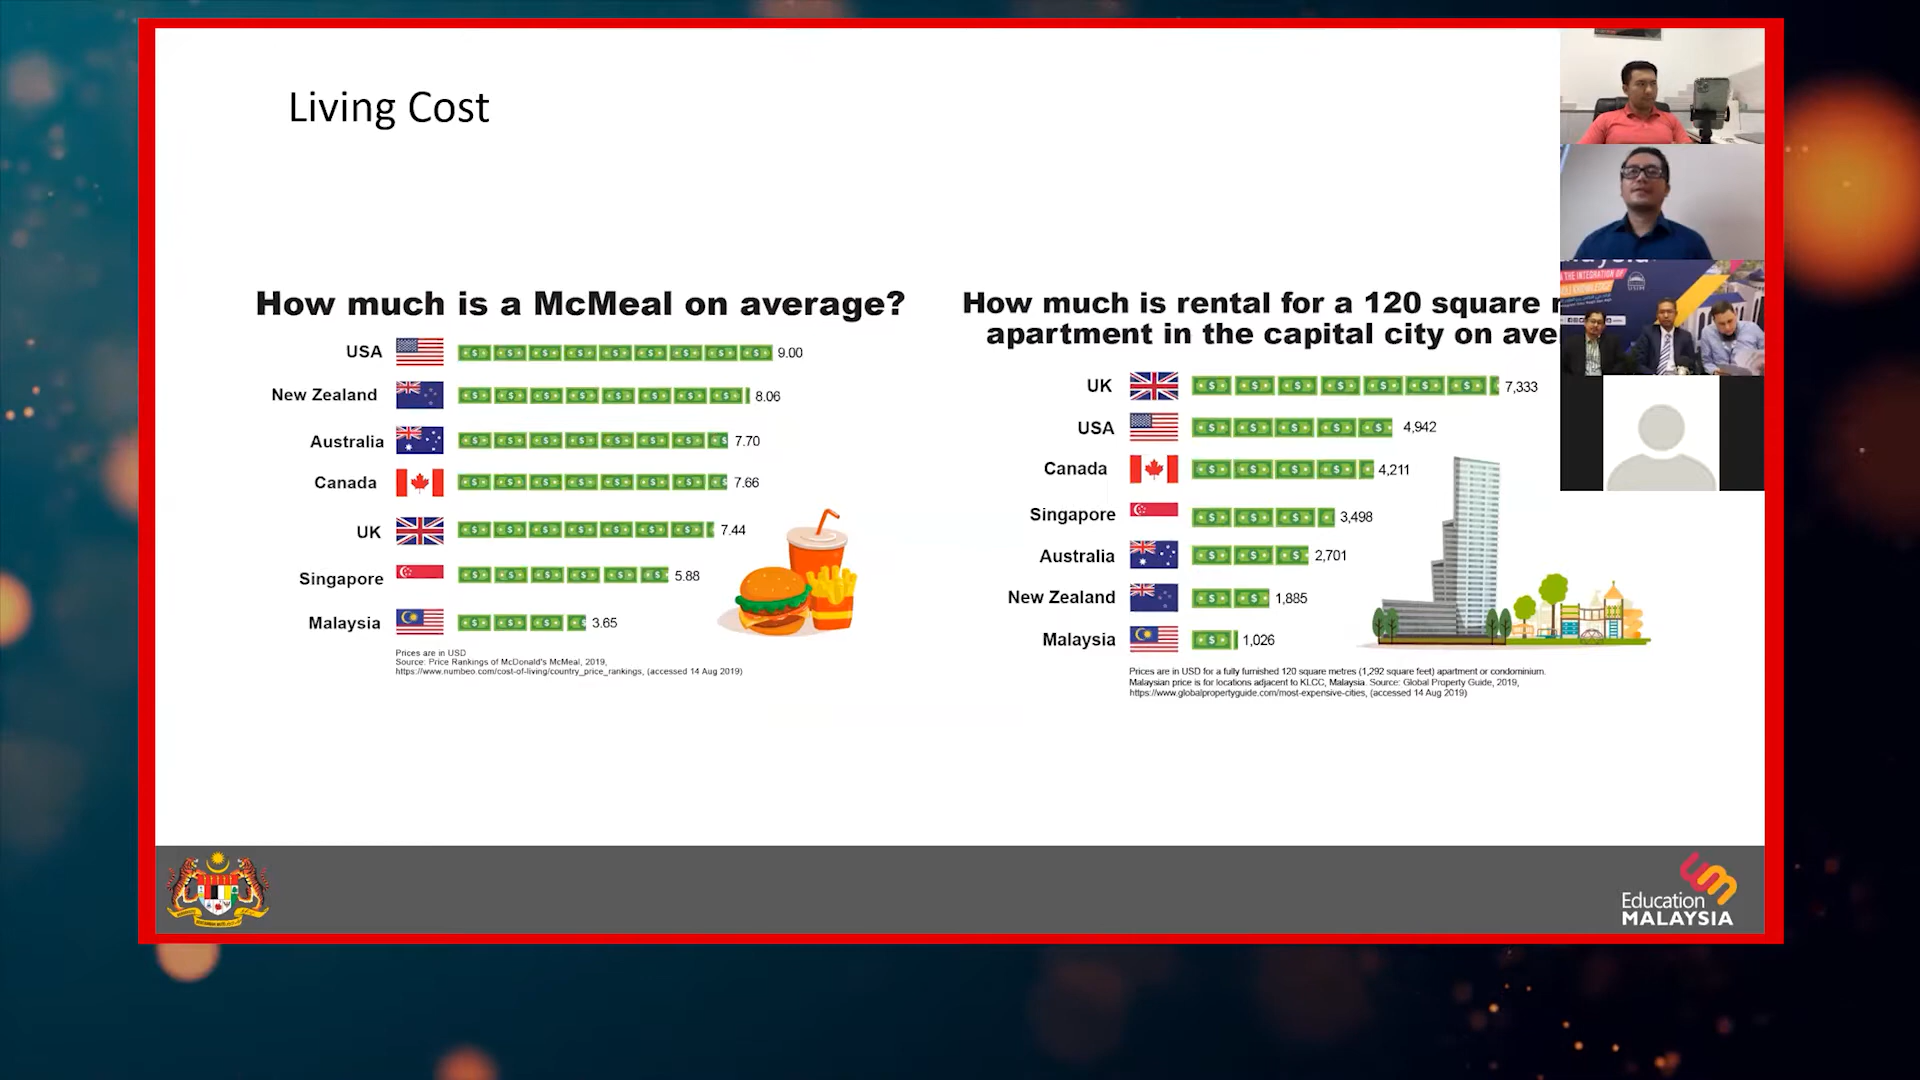 Living Cost
How much is a McMeal on average?
USA 9.00
New Zealand 8.06
Australia 7.70
Canada 7.66
UK 7.44
Singapore 5.88
Malaysia 3.65
Prices are in USD
Source: Price Rankings of McDonald's McMeal, 2019,
https://www.numbeo.com/cost-of-living/country_price_rankings, (accessed 14 Aug 2019)
How much is rental for a 120 square
apartment in the capital city on ave
UK 7,333
USA 4,942
Canada 4,211
Singapore 3,498
Australia 2,701
New Zealand 1,885
Malaysia 1,026
Prices are in USD for a fully furnished 120 square metres (1,292 square feet) apartment or condominium.
Malaysian price is for locations adjacent to KLCC, Malaysia. Source: Global Property Guide, 2019,
https://www.globalpropertyguide.com/most-expensive-cities, (accessed 14 Aug 2019)
THE INTEGRATION OF
Education
MALAYSIA